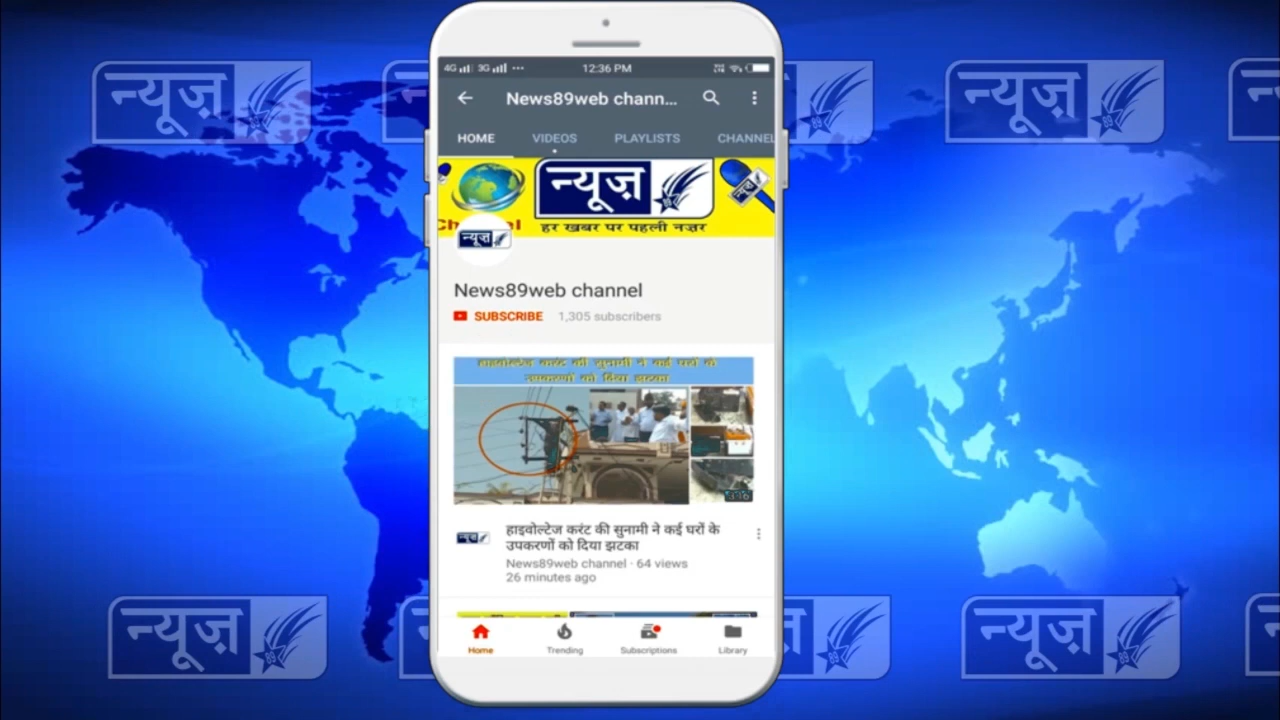 न्यूज़
न्यूज़
न्यूज़
4G 3G ... 12:36 PM
News89web chann...
HOME VIDEOS PLAYLISTS CHANNEL
न्यूज़
हर खबर पर पहली नज़र
न्यूज़
News89web channel
SUBSCRIBE 1,305 subscribers
हाइवोल्टेज करंट की सुनामी ने कई घरों के
उपकरणों को दिया झटका
न्यूज़
हाइवोल्टेज करंट की सुनामी ने कई घरों के
उपकरणों को दिया झटका
News89web channel · 64 views
26 minutes ago
Home Trending Subscriptions Library
न्यूज़
न्यूज़